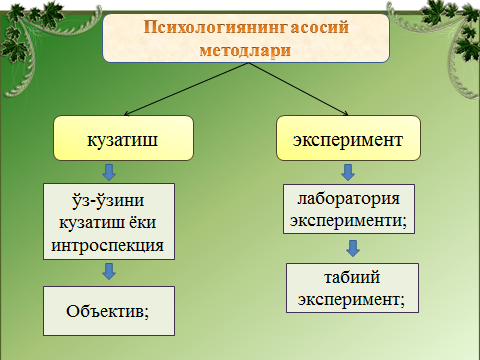 Психологиянинг асосий
методлари
кузатиш
эксперимент
ўз-ўзини
кузатиш ёки
интроспекция
лаборатория
эксперименти;
Объектив;
табиий
эксперимент;